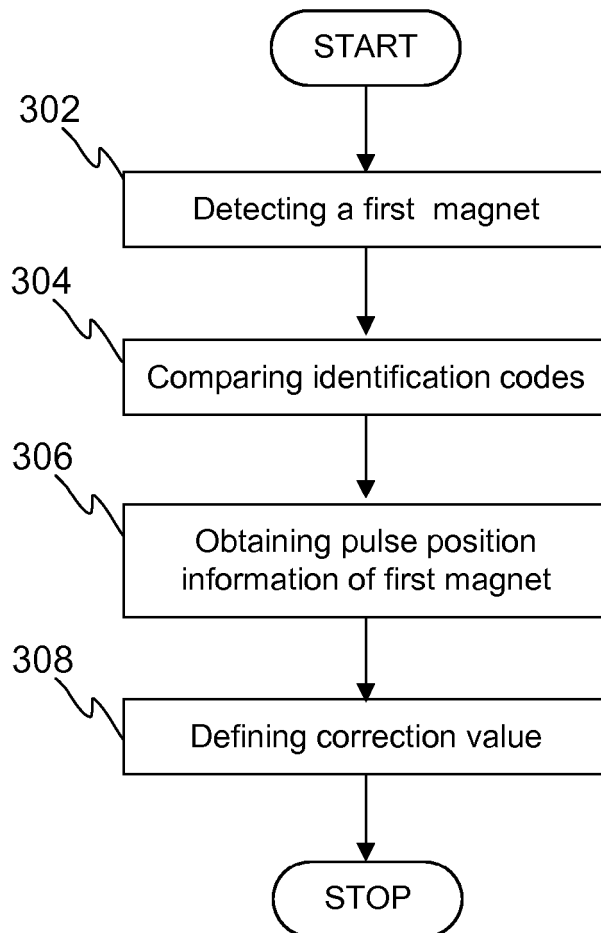 START
302
Detecting a first magnet
304
Comparing identification codes
306
Obtaining pulse position
information of first magnet
308
Defining correction value
STOP